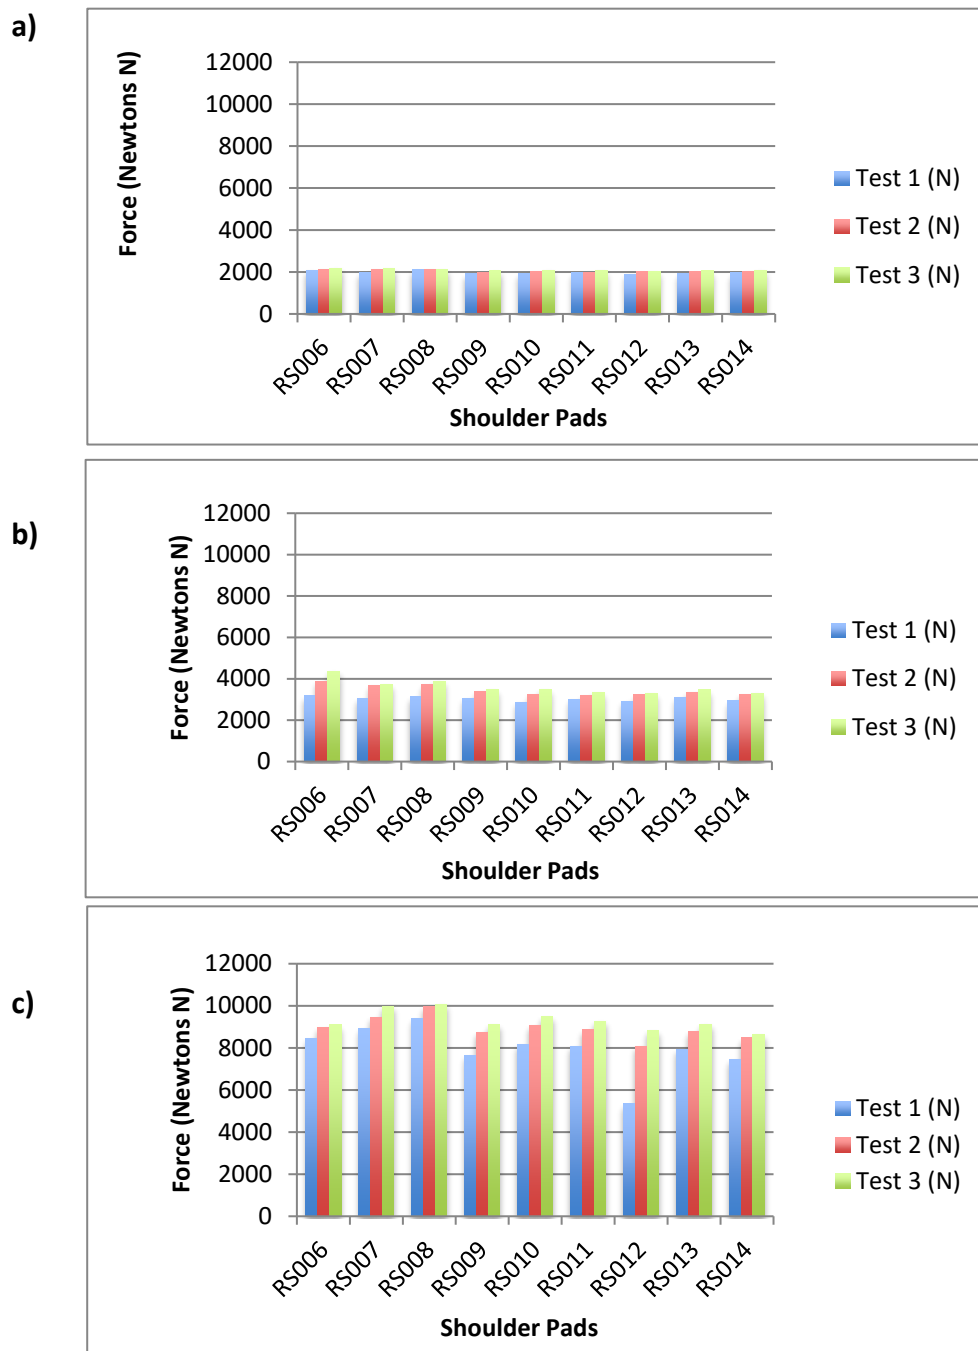 a)
Force (Newtons N)
12000
10000
8000
6000
4000
2000
0
RS006
RS007
RS008
RS009
RS010
RS011
RS012
RS013
RS014
Shoulder Pads
Test 1 (N)
Test 2 (N)
Test 3 (N)
b)
Force (Newtons N)
12000
10000
8000
6000
4000
2000
0
RS006
RS007
RS008
RS009
RS010
RS011
RS012
RS013
RS014
Shoulder Pads
Test 1 (N)
Test 2 (N)
Test 3 (N)
c)
Force (Newtons N)
12000
10000
8000
6000
4000
2000
0
RS006
RS007
RS008
RS009
RS010
RS011
RS012
RS013
RS014
Shoulder Pads
Test 1 (N)
Test 2 (N)
Test 3 (N)